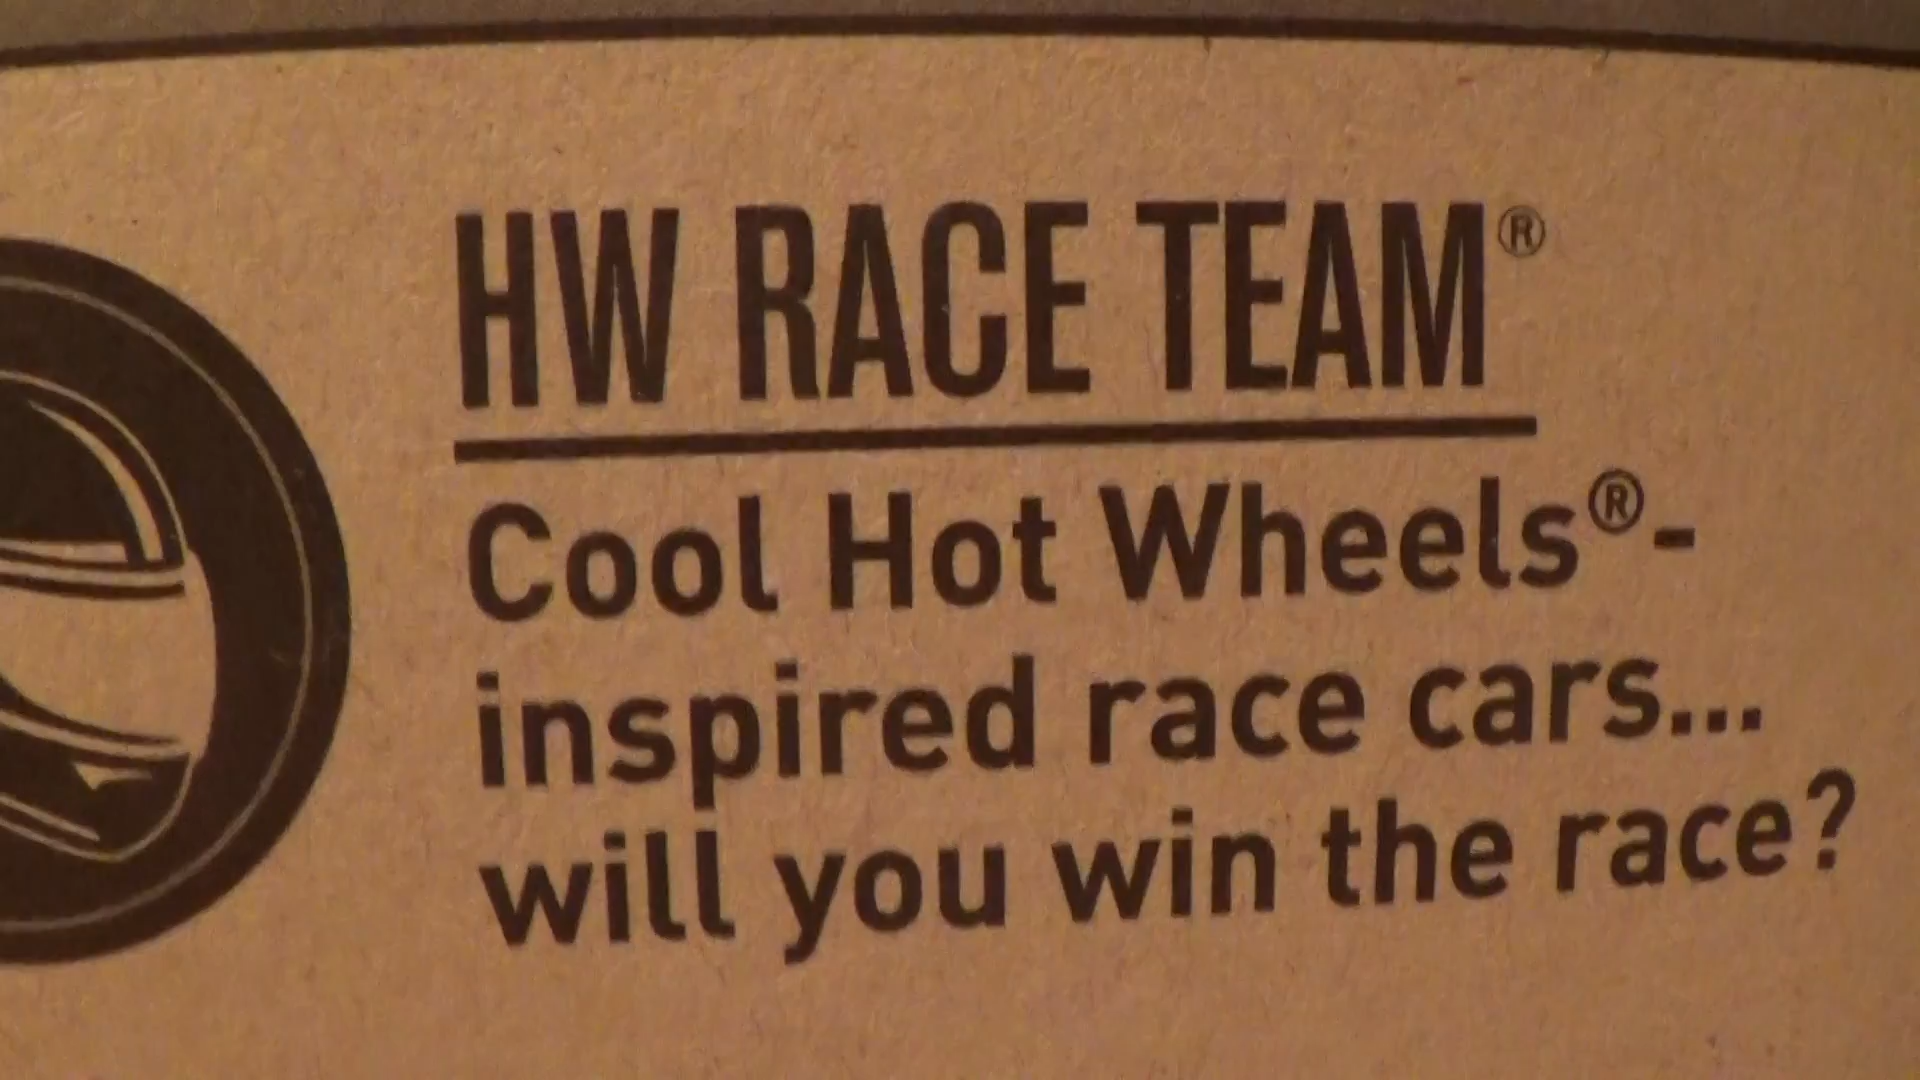 HW RACE TEAM®
Cool Hot Wheels®-
inspired race cars...
will you win the race?